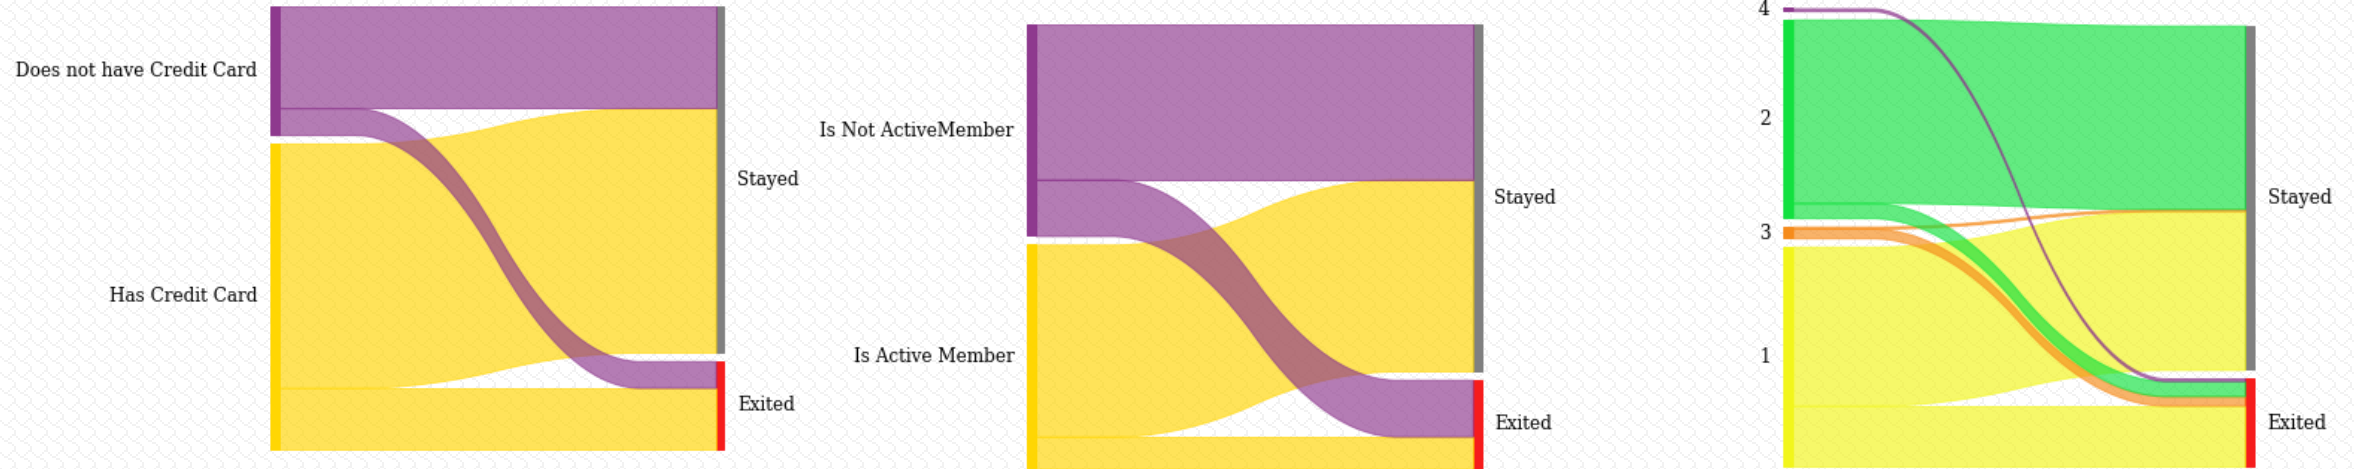 Does not have Credit Card
Has Credit Card
Stayed
Exited
Is Not ActiveMember
Is Active Member
Stayed
Exited
4
2
3
1
Stayed
Exited